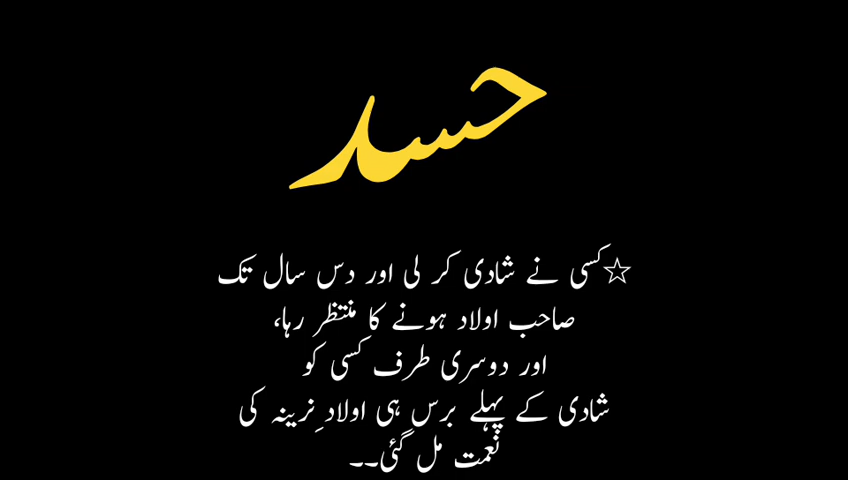 حسد
☆کسی نے شادی کر لی اور دس سال تک
صاحب اولاد ہونے کا منتظر رہا،
اور دوسری طرف کسی کو
شادی کے پہلے برس ہی اولادِ نرینہ کی
نعمت مل گئی۔۔